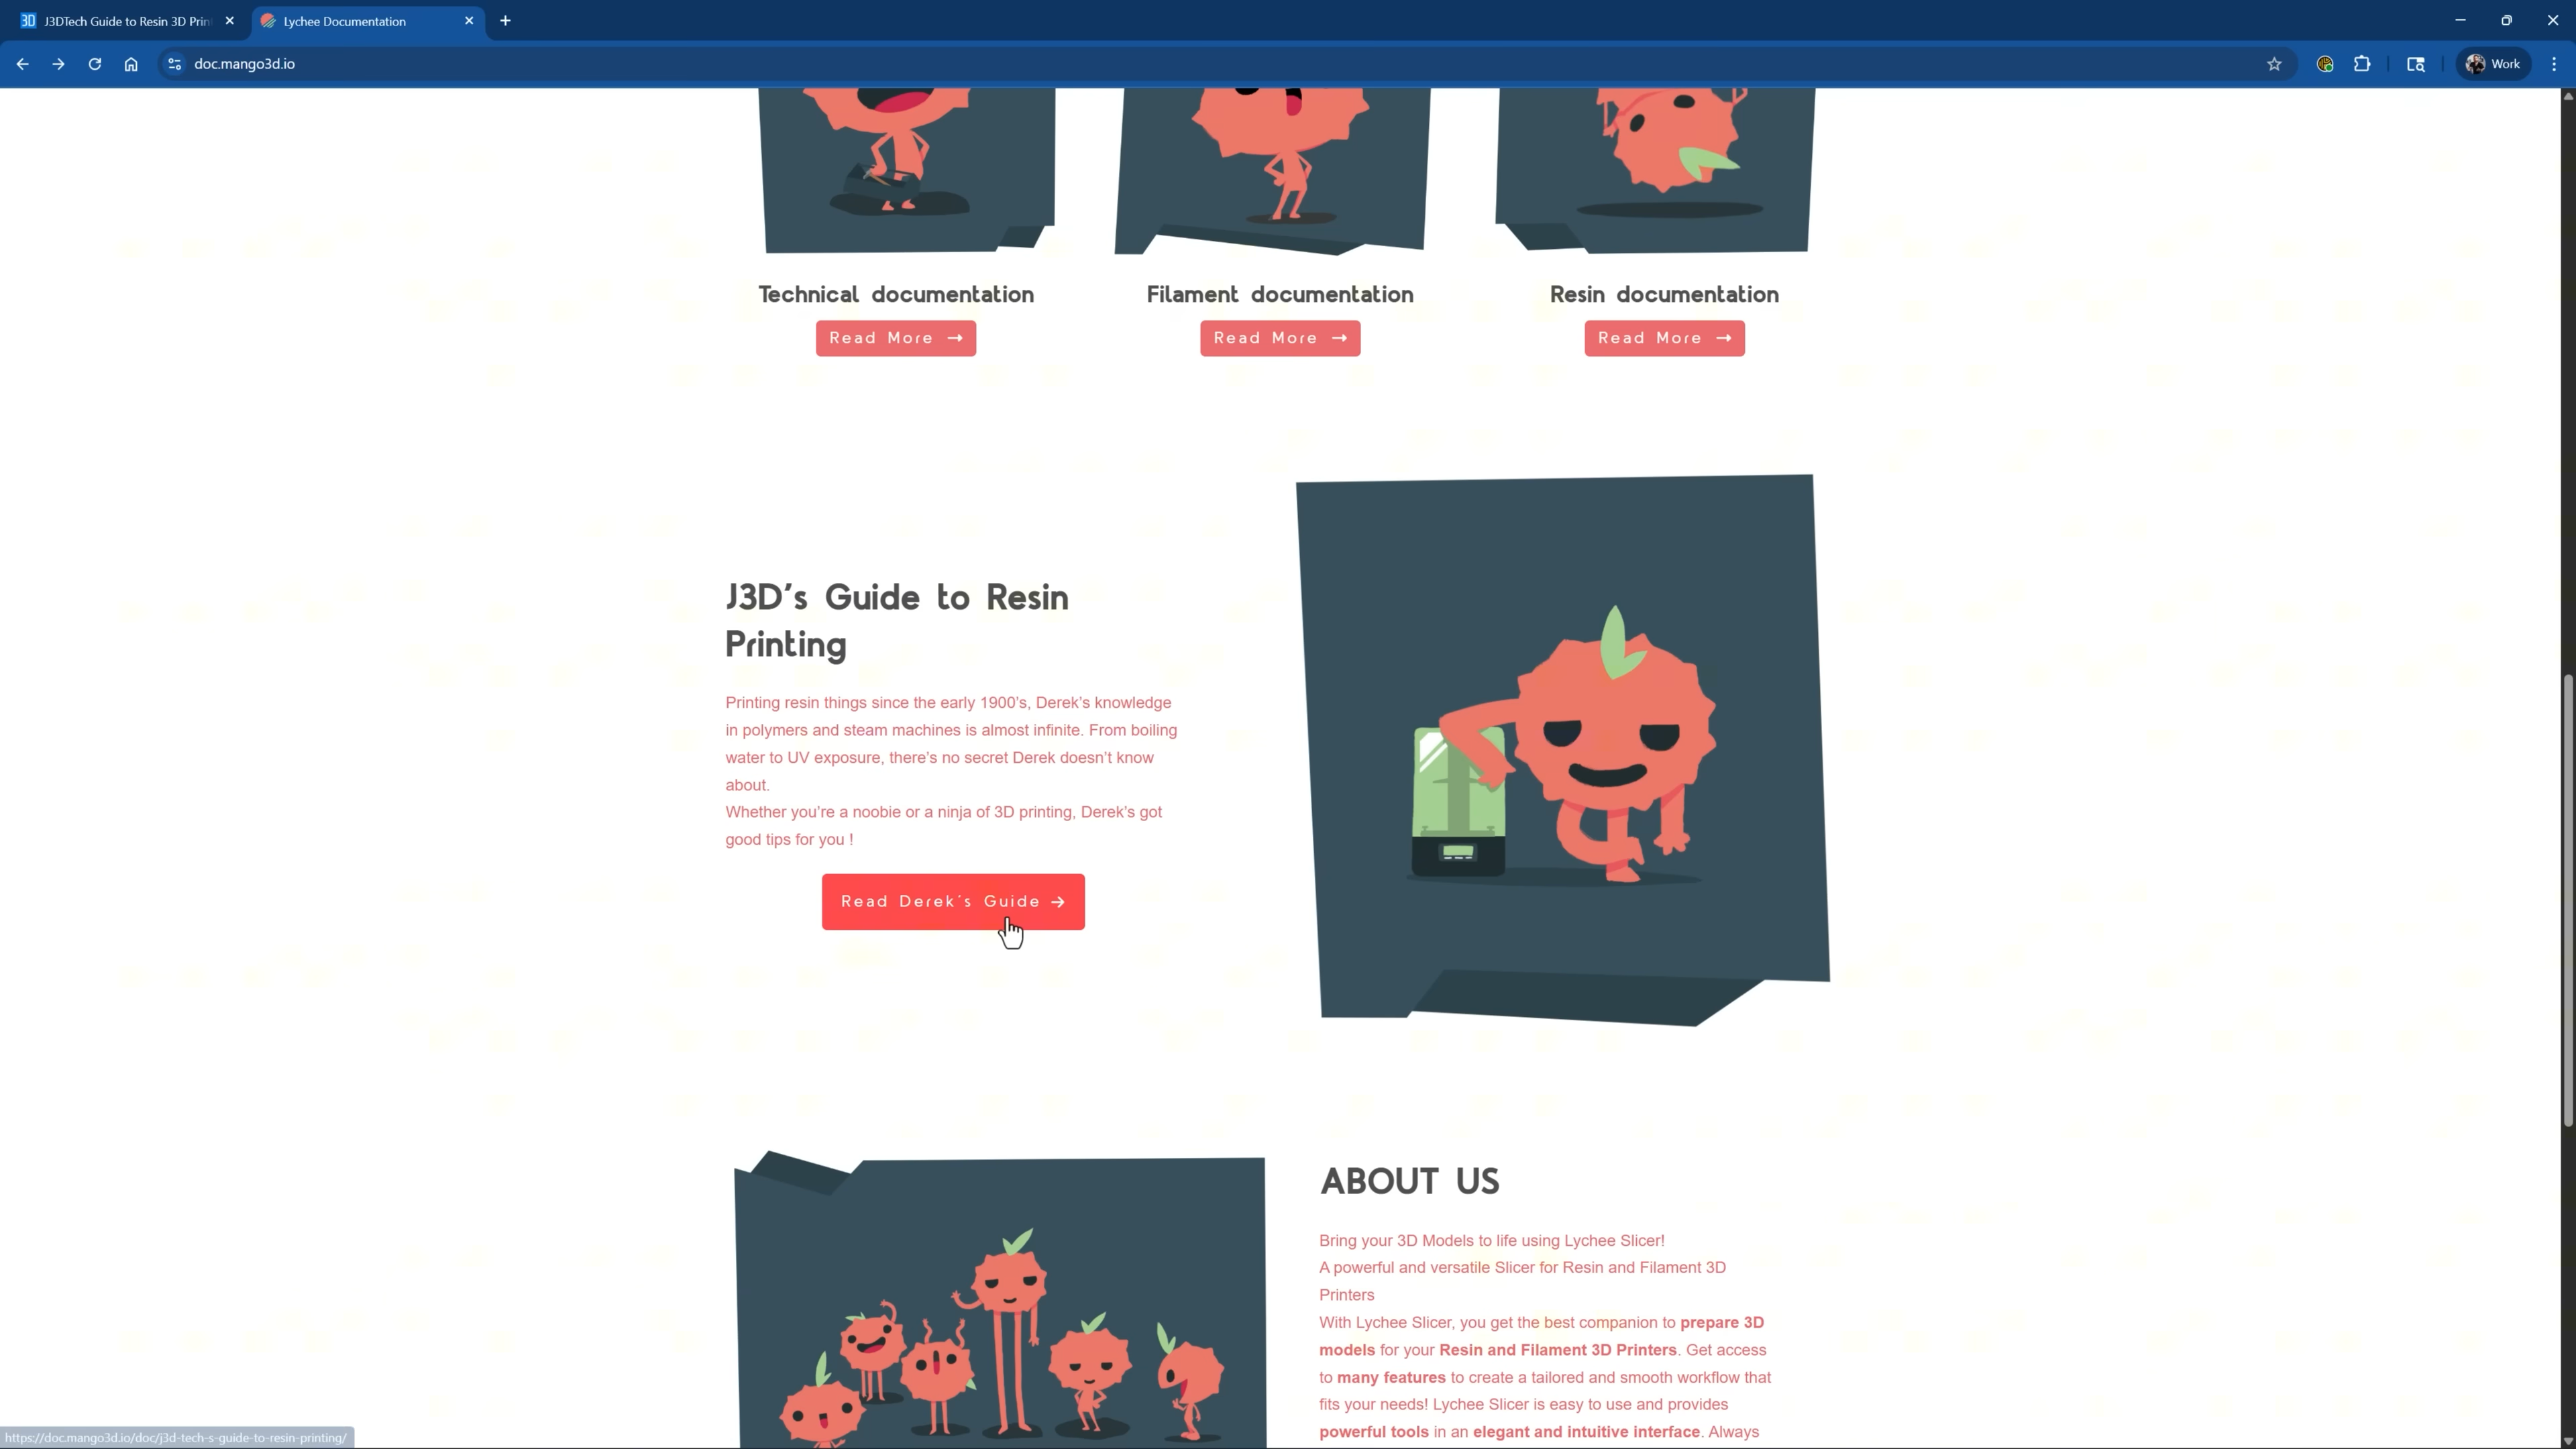 J3DTech Guide to Resin 3D Prin
Lychee Documentation
doc.mango3d.io
Work
Technical documentation
Filament documentation
Resin documentation
Read More →
Read More →
Read More →
J3D's Guide to Resin
Printing
Printing resin things since the early 1900's, Derek's knowledge
in polymers and steam machines is almost infinite. From boiling
water to UV exposure, there's no secret Derek doesn't know
about.
Whether you're a noobie or a ninja of 3D printing, Derek's got
good tips for you !
Read Derek's Guide →
ABOUT US
Bring your 3D Models to life using Lychee Slicer!
A powerful and versatile Slicer for Resin and Filament 3D
Printers
With Lychee Slicer, you get the best companion to prepare 3D
models for your Resin and Filament 3D Printers. Get access
to many features to create a tailored and smooth workflow that
fits your needs! Lychee Slicer is easy to use and provides
powerful tools in an elegant and intuitive interface. Always
https://doc.mango3d.io/doc/j3d-tech-s-guide-to-resin-printing/